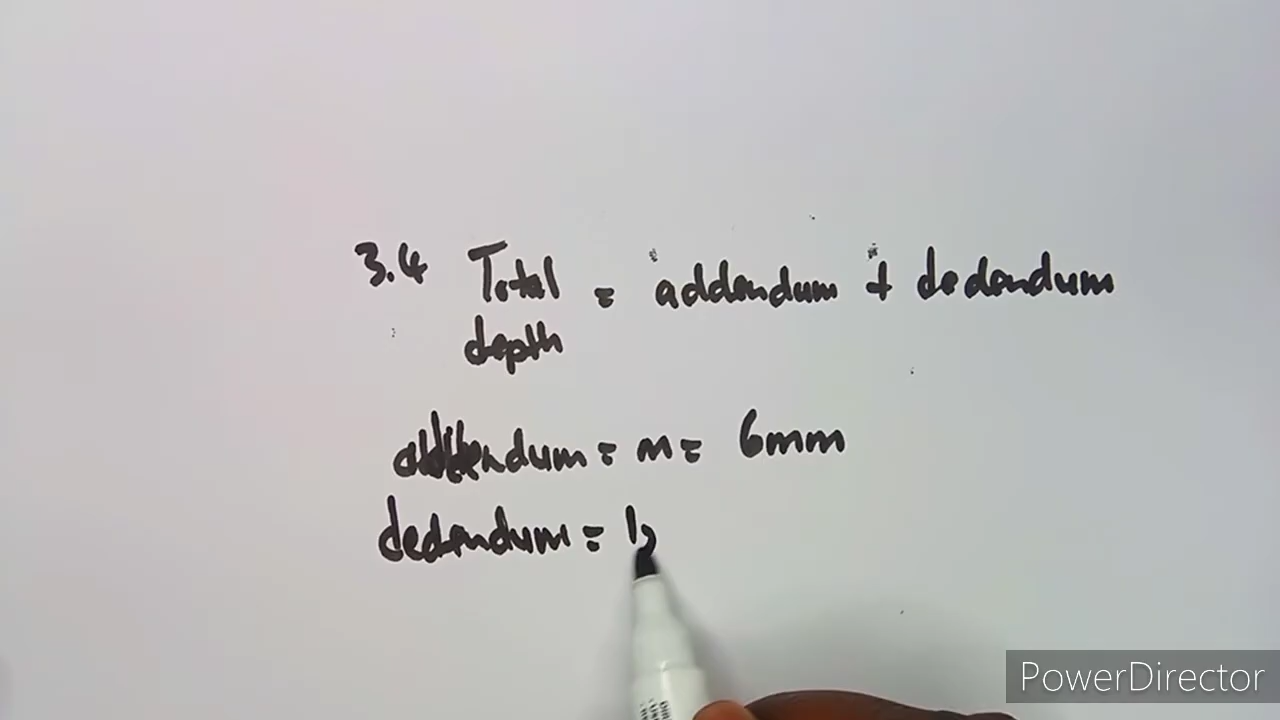 3.4 Total = addendum + dedendum
depth
addendum = m = 6mm
dedendum = 1,
PowerDirector